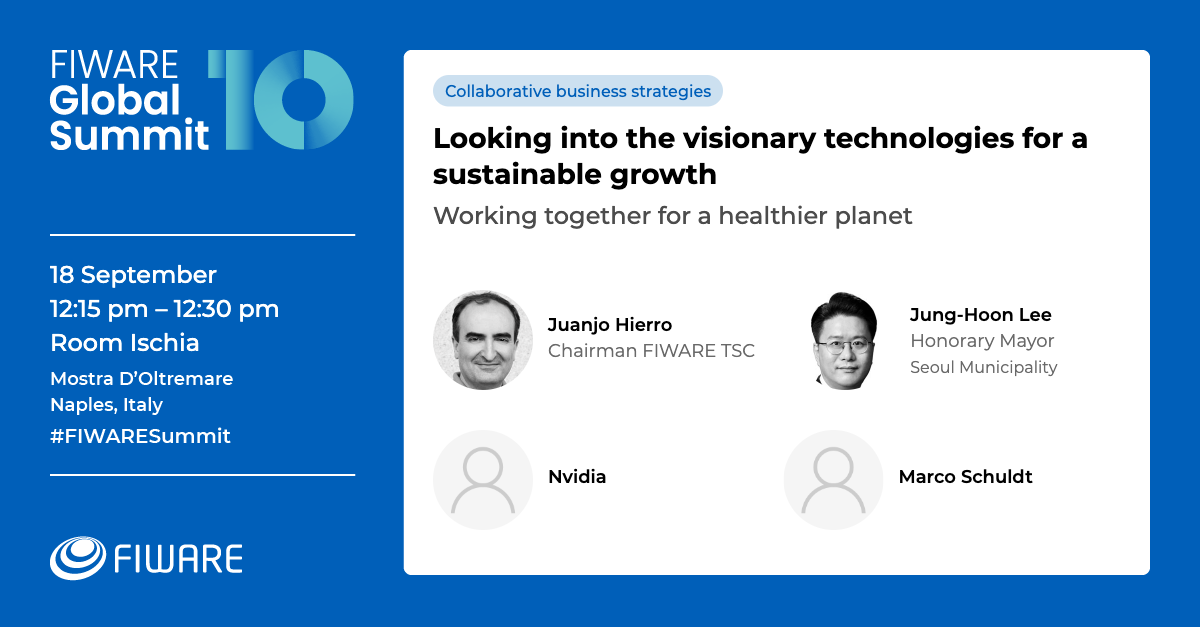 FIWARE
Global
Summit
10
18 September
12:15 pm – 12:30 pm
Room Ischia
Mostra D’Oltremare
Naples, Italy
#FIWARESummit
FIWARE
Collaborative business strategies
Looking into the visionary technologies for a
sustainable growth
Working together for a healthier planet
Juanjo Hierro
Chairman FIWARE TSC
Jung-Hoon Lee
Honorary Mayor
Seoul Municipality
Nvidia
Marco Schuldt